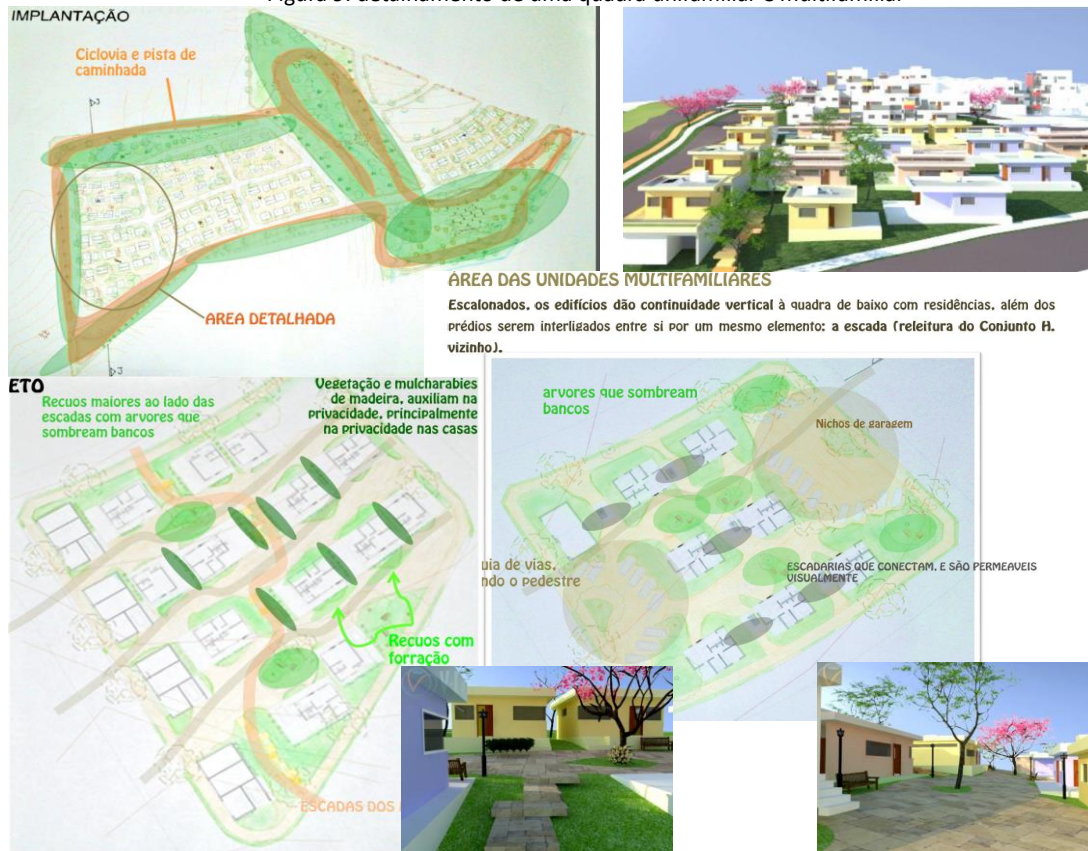 IMPLANTAÇÃO
Ciclovia e pista de
caminhada
AREA DETALHADA
ÁREA DAS UNIDADES MULTIFAMILIARES
Escalonados, os edifícios dão continuidade vertical à quadra de baixo com residências, além dos
prédios serem interligados entre si por um mesmo elemento: a escada (releitura do Conjunto H.
vizinho).
ETO
Recuos maiores ao lado das
escadas com arvores que
sombream bancos
Vegetação e mulcharabies
de madeira, auxiliam na
privacidade, principalmente
na privacidade nas casas
Recuos com
forração
ESCADAS DOS
arvores que sombream
bancos
Nichos de garagem
uia de vias,
ndo o pedestre
ESCADARIAS QUE CONECTAM, E SÃO PERMEAVEIS
VISUALMENTE